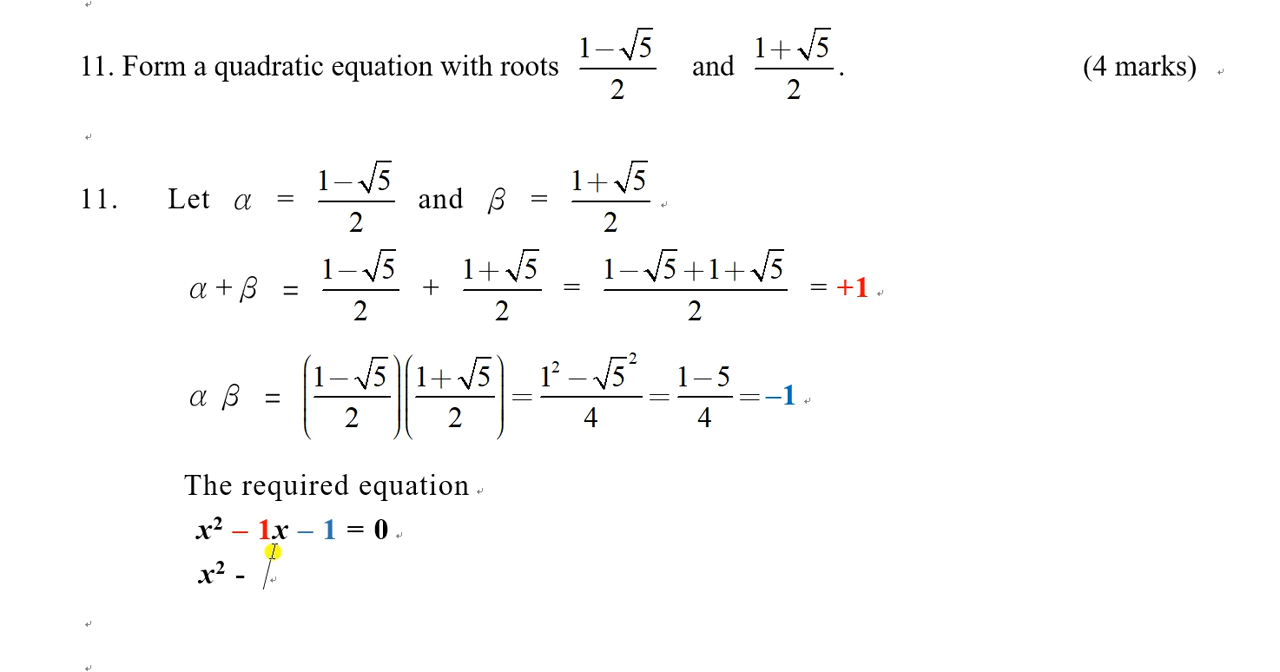 11. Form a quadratic equation with roots (1−√5)/2 and (1+√5)/2. (4 marks)
11. Let α = (1−√5)/2 and β = (1+√5)/2
α + β = (1−√5)/2 + (1+√5)/2 = (1−√5+1+√5)/2 = +1
α β = ((1−√5)/2)((1+√5)/2) = (1²−√5²)/4 = (1−5)/4 = −1
The required equation
x² − 1x − 1 = 0
x² -